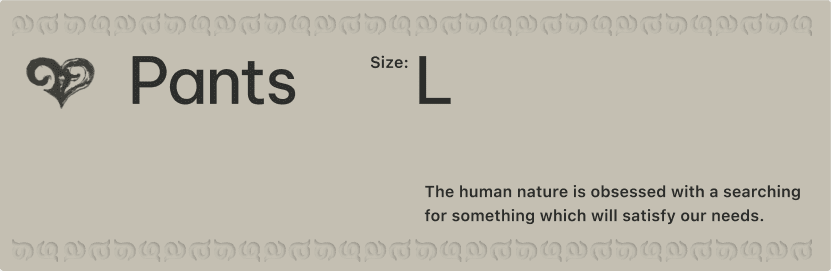 Pants
Size: L
The human nature is obsessed with a searching
for something which will satisfy our needs.